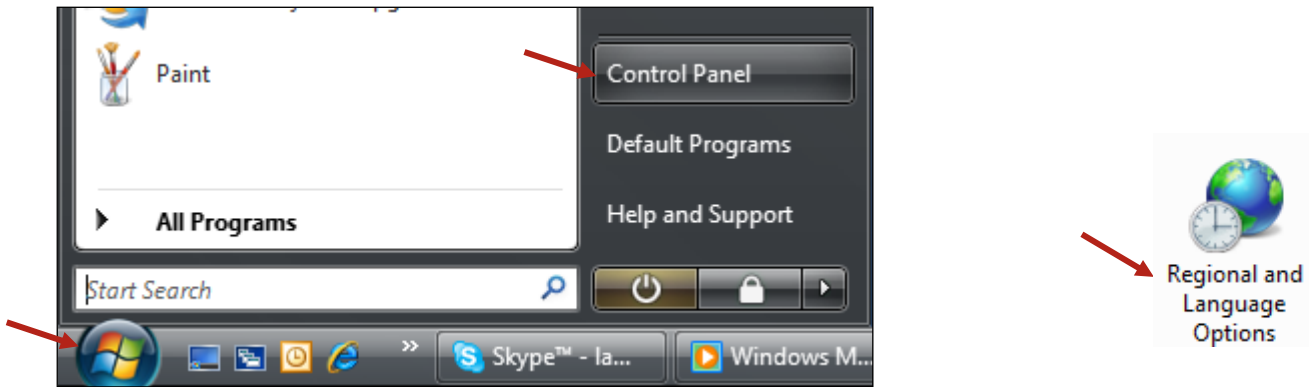 Paint
All Programs
Start Search
Control Panel
Default Programs
Help and Support
Skype™ - la...
Windows M...
Regional and
Language
Options